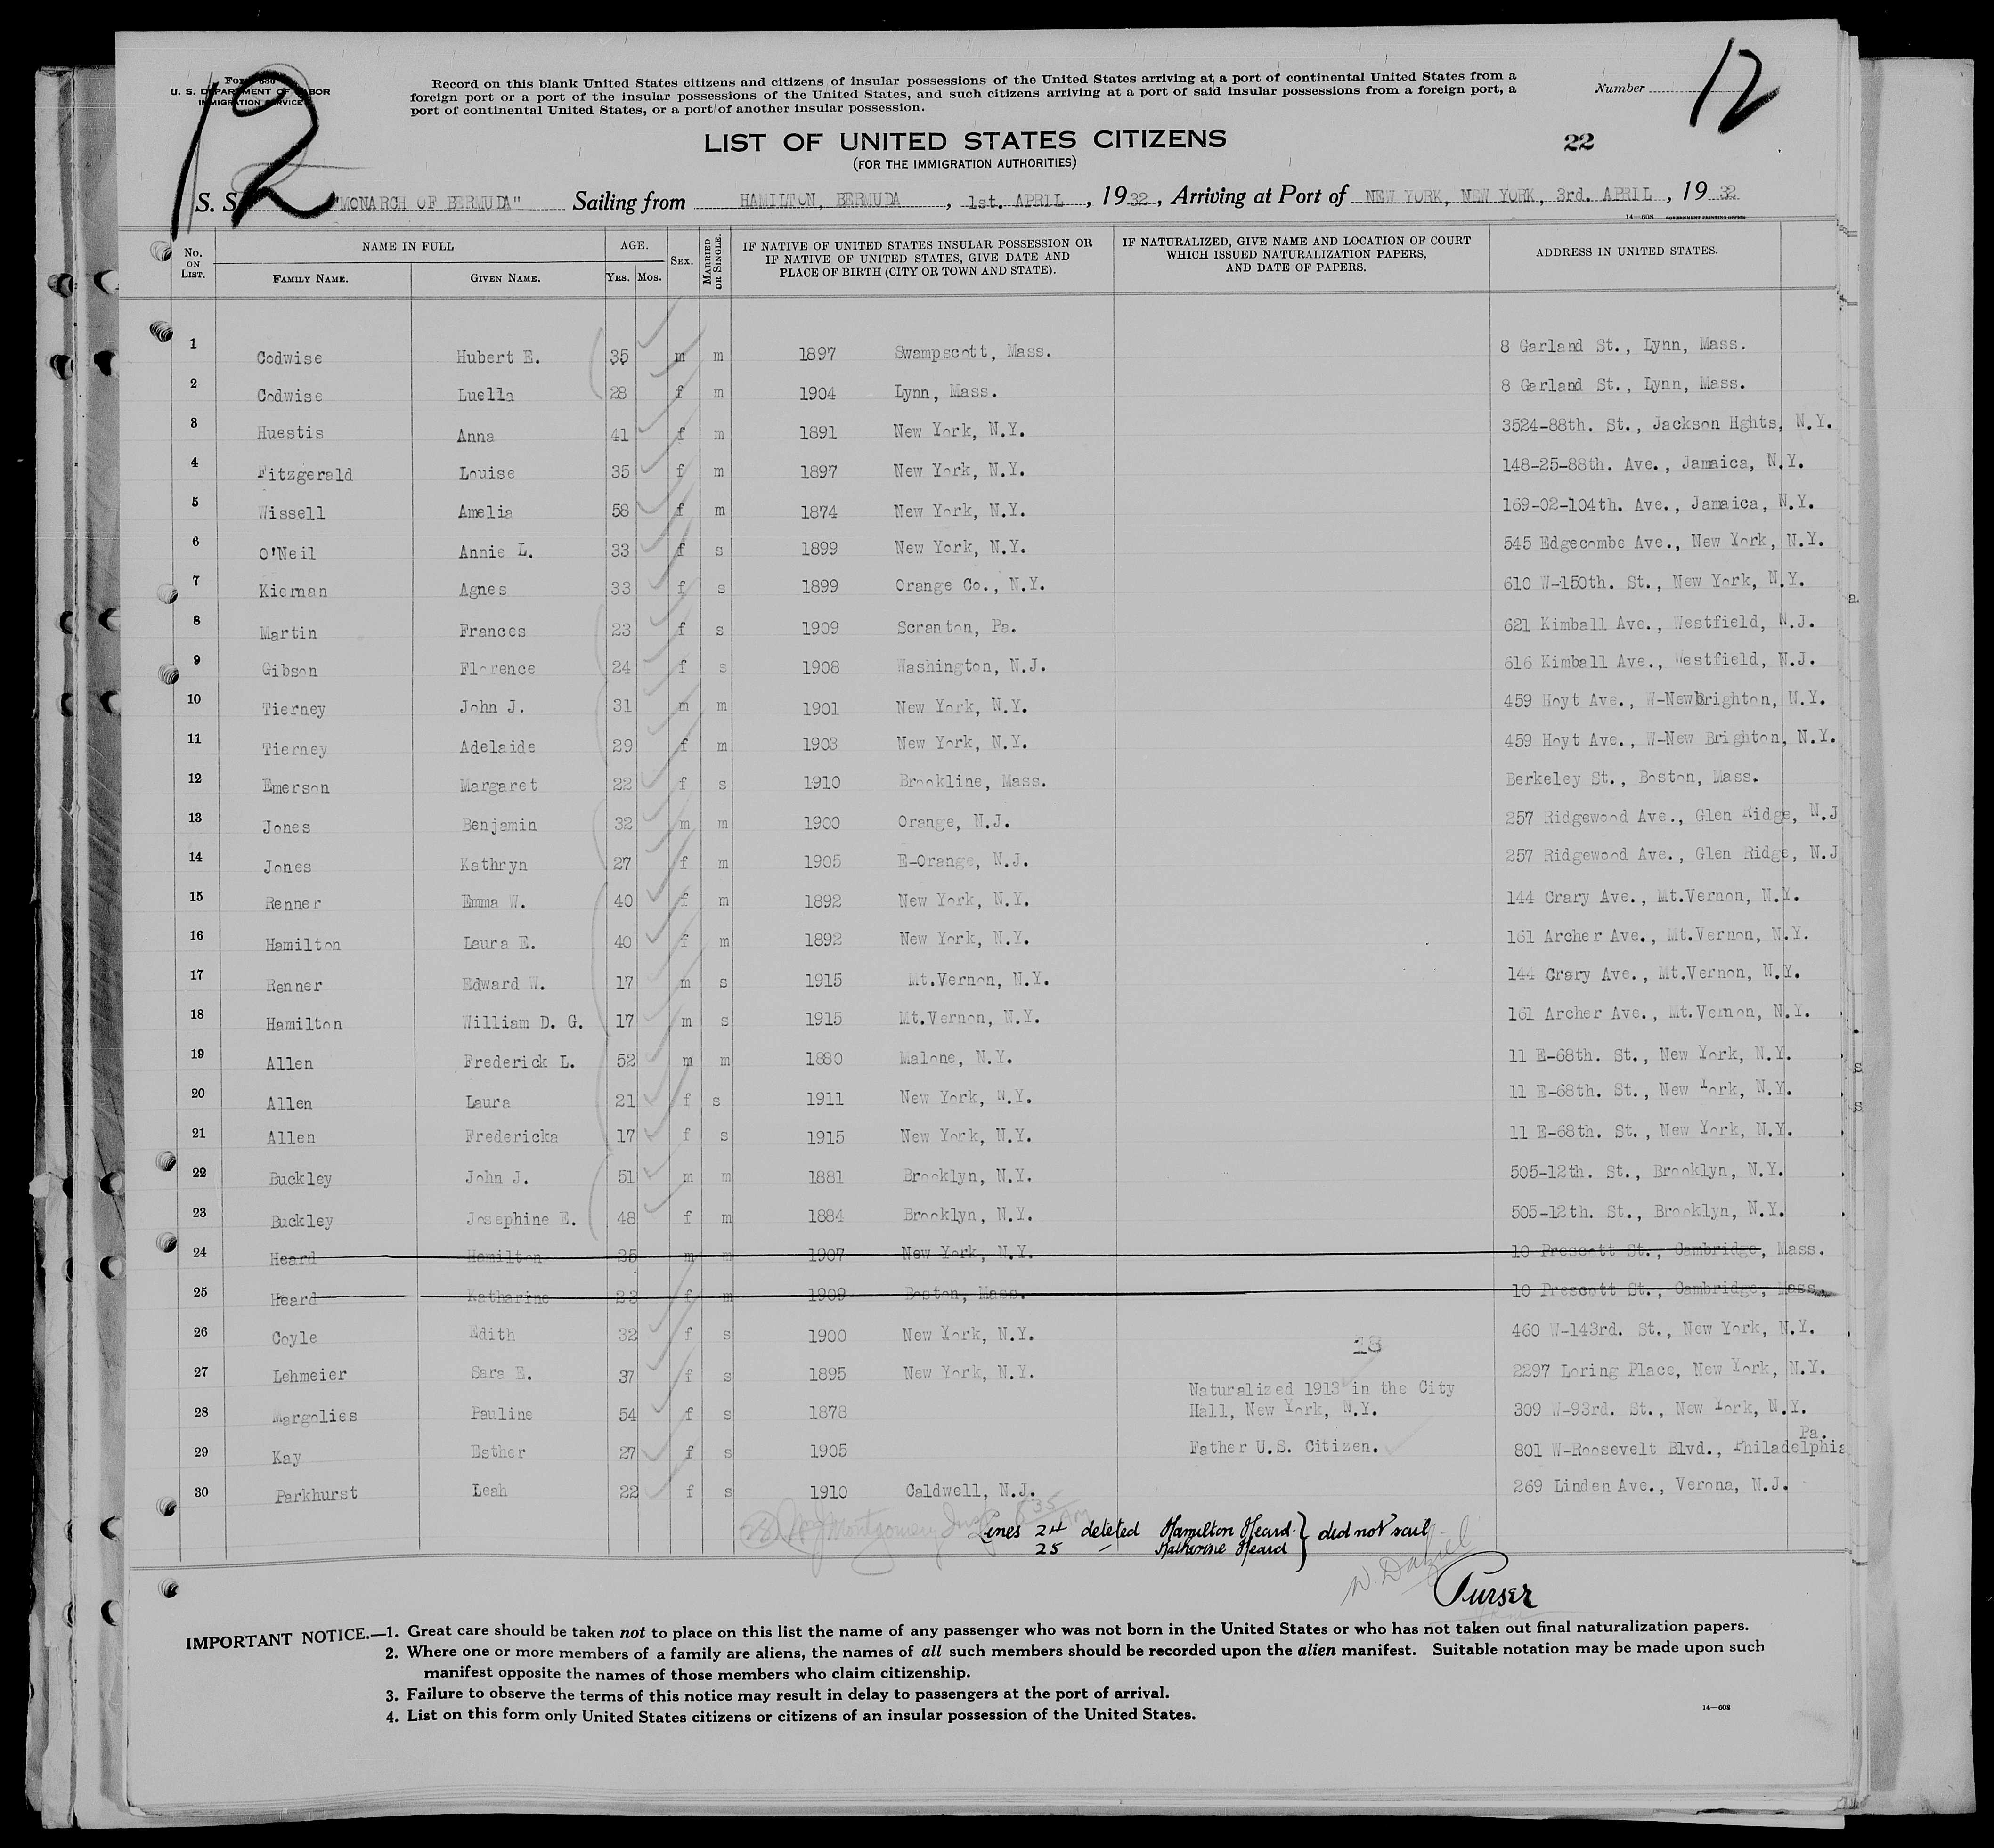 Form 630
U. S. DEPARTMENT OF LABOR
IMMIGRATION SERVICE
12
Record on this blank United States citizens and citizens of insular possessions of the United States arriving at a port of continental United States from a
foreign port or a port of the insular possessions of the United States, and such citizens arriving at a port of said insular possessions from a foreign port, a
port of continental United States, or a port of another insular possession.
Number 12
LIST OF UNITED STATES CITIZENS
(FOR THE IMMIGRATION AUTHORITIES)
22
S. S. "MONARCH OF BERMUDA" Sailing from HAMILTON, BERMUDA, 1st. APRIL, 1932, Arriving at Port of NEW YORK, NEW YORK, 3rd. APRIL, 1932
14—608 GOVERNMENT PRINTING OFFICE
No. ON LIST. NAME IN FULL AGE. SEX. MARRIED OR SINGLE. IF NATIVE OF UNITED STATES INSULAR POSSESSION OR IF NATIVE OF UNITED STATES, GIVE DATE AND PLACE OF BIRTH (CITY OR TOWN AND STATE). IF NATURALIZED, GIVE NAME AND LOCATION OF COURT WHICH ISSUED NATURALIZATION PAPERS, AND DATE OF PAPERS. ADDRESS IN UNITED STATES.
FAMILY NAME. GIVEN NAME. YRS. MOS.
1 Codwise Hubert E. 35 m m 1897 Swampscott, Mass. 8 Garland St., Lynn, Mass.
2 Codwise Luella 28 f m 1904 Lynn, Mass. 8 Garland St., Lynn, Mass.
3 Huestis Anna 41 f m 1891 New York, N.Y. 3524-88th. St., Jackson Hghts, N.Y.
4 Fitzgerald Louise 35 f m 1897 New York, N.Y. 148-25-88th. Ave., Jamaica, N.Y.
5 Wissell Amelia 58 f m 1874 New York, N.Y. 169-02-104th. Ave., Jamaica, N.Y.
6 O'Neil Annie L. 33 f s 1899 New York, N.Y. 545 Edgecombe Ave., New York, N.Y.
7 Kiernan Agnes 33 f s 1899 Orange Co., N.Y. 610 W-150th. St., New York, N.Y.
8 Martin Frances 23 f s 1909 Scranton, Pa. 621 Kimball Ave., Westfield, N.J.
9 Gibson Florence 24 f s 1908 Washington, N.J. 616 Kimball Ave., Westfield, N.J.
10 Tierney John J. 31 m m 1901 New York, N.Y. 459 Hoyt Ave., W-New Brighton, N.Y.
11 Tierney Adelaide 29 f m 1903 New York, N.Y. 459 Hoyt Ave., W-New Brighton, N.Y.
12 Emerson Margaret 22 f s 1910 Brookline, Mass. Berkeley St., Boston, Mass.
13 Jones Benjamin 32 m m 1900 Orange, N.J. 257 Ridgewood Ave., Glen Ridge, N.J
14 Jones Kathryn 27 f m 1905 E-Orange, N.J. 257 Ridgewood Ave., Glen Ridge, N.J
15 Renner Emma W. 40 f m 1892 New York, N.Y. 144 Crary Ave., Mt.Vernon, N.Y.
16 Hamilton Laura E. 40 f m 1892 New York, N.Y. 161 Archer Ave., Mt.Vernon, N.Y.
17 Renner Edward W. 17 m s 1915 Mt.Vernon, N.Y. 144 Crary Ave., Mt.Vernon, N.Y.
18 Hamilton William D. G. 17 m s 1915 Mt.Vernon, N.Y. 161 Archer Ave., Mt.Vernon, N.Y.
19 Allen Frederick L. 52 m m 1880 Malone, N.Y. 11 E-68th. St., New York, N.Y.
20 Allen Laura 21 f s 1911 New York, N.Y. 11 E-68th. St., New York, N.Y.
21 Allen Fredericka 17 f s 1915 New York, N.Y. 11 E-68th. St., New York, N.Y.
22 Buckley John J. 51 m m 1881 Brooklyn, N.Y. 505-12th. St., Brooklyn, N.Y.
23 Buckley Josephine E. 48 f m 1884 Brooklyn, N.Y. 505-12th. St., Brooklyn, N.Y.
24 Heard Hamilton 25 m m 1907 New York, N.Y. 10 Prescott St., Cambridge, Mass.
25 Heard Katharine 23 f m 1909 Boston, Mass. 10 Prescott St., Cambridge, Mass.
26 Coyle Edith 32 f s 1900 New York, N.Y. 460 W-143rd. St., New York, N.Y.
18
27 Lehmeier Sara E. 37 f s 1895 New York, N.Y. 2297 Loring Place, New York, N.Y.
Naturalized 1913 in the City
28 Margolies Pauline 54 f s 1878 Hall, New York, N.Y. 309 W-93rd. St., New York, N.Y.
29 Kay Esther 27 f s 1905 Father U.S. Citizen. 801 W-Roosevelt Blvd., Philadelphia Pa.
30 Parkhurst Leah 22 f s 1910 Caldwell, N.J. 269 Linden Ave., Verona, N.J.
Montgomery Insp 8 35 AM
Lines 24 deleted Hamilton Heard } did not sail
25 Katharine Heard
Purser
IMPORTANT NOTICE.—1. Great care should be taken not to place on this list the name of any passenger who was not born in the United States or who has not taken out final naturalization papers.
2. Where one or more members of a family are aliens, the names of all such members should be recorded upon the alien manifest. Suitable notation may be made upon such
manifest opposite the names of those members who claim citizenship.
3. Failure to observe the terms of this notice may result in delay to passengers at the port of arrival.
4. List on this form only United States citizens or citizens of an insular possession of the United States.
14—608